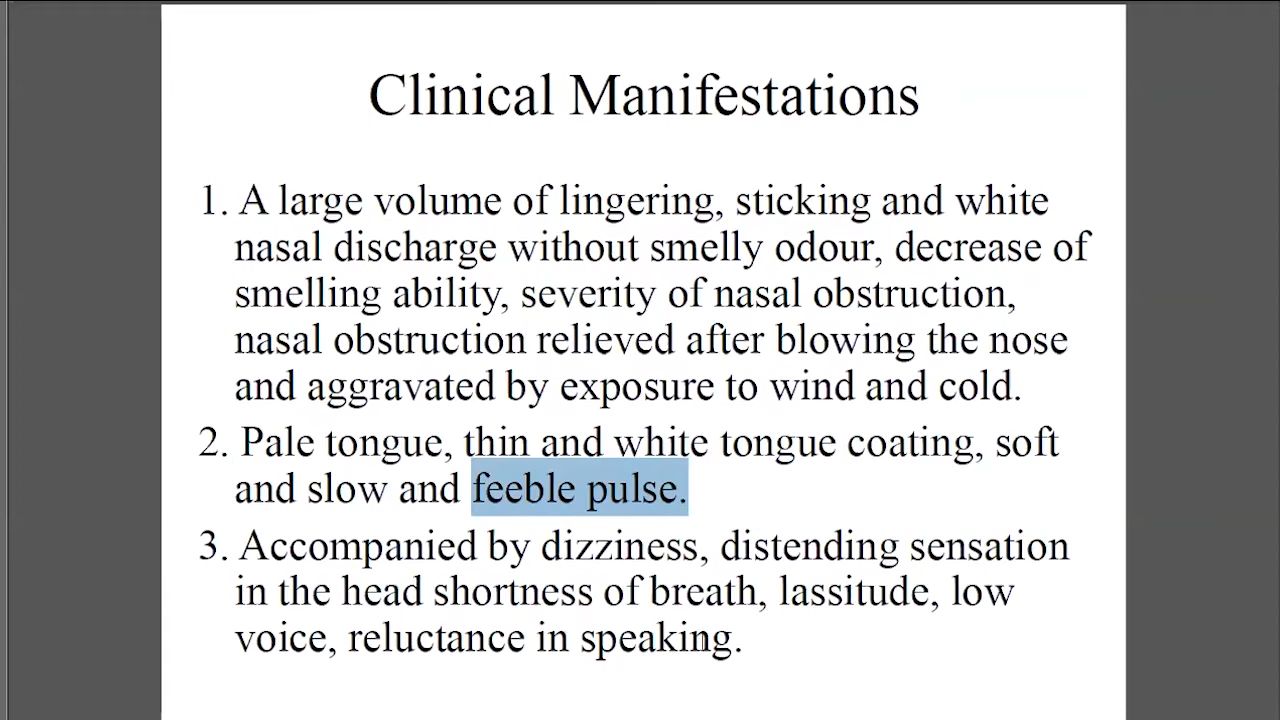 Clinical Manifestations
1. A large volume of lingering, sticking and white
nasal discharge without smelly odour, decrease of
smelling ability, severity of nasal obstruction,
nasal obstruction relieved after blowing the nose
and aggravated by exposure to wind and cold.
2. Pale tongue, thin and white tongue coating, soft
and slow and feeble pulse.
3. Accompanied by dizziness, distending sensation
in the head shortness of breath, lassitude, low
voice, reluctance in speaking.